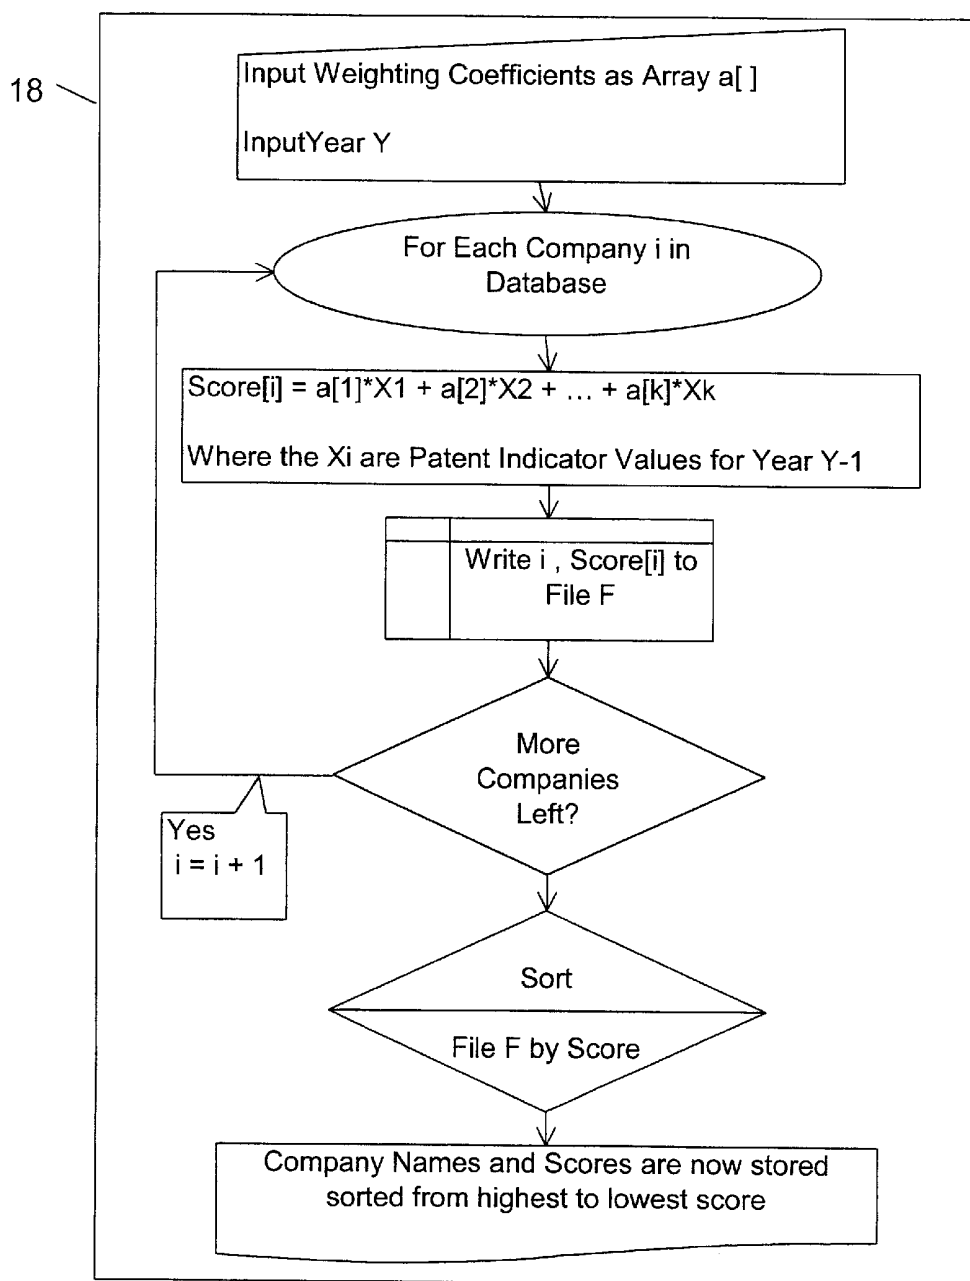 18
Input Weighting Coefficients as Array a[ ]
InputYear Y
For Each Company i in
Database
Score[i] = a[1]*X1 + a[2]*X2 + ... + a[k]*Xk
Where the Xi are Patent Indicator Values for Year Y-1
Write i , Score[i] to
File F
More
Companies
Left?
Yes
i = i + 1
Sort
File F by Score
Company Names and Scores are now stored
sorted from highest to lowest score